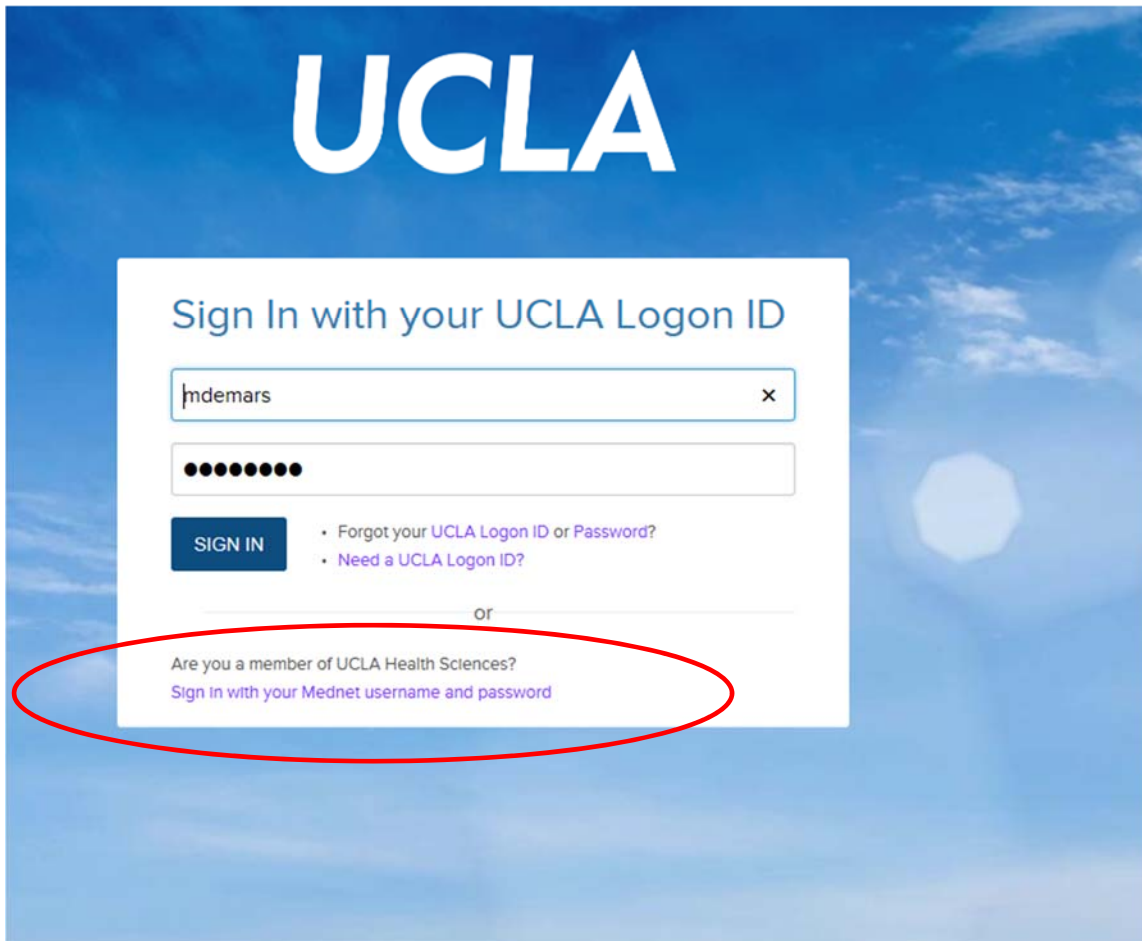 UCLA
Sign In with your UCLA Logon ID
mdemars
SIGN IN
• Forgot your UCLA Logon ID or Password?
• Need a UCLA Logon ID?
or
Are you a member of UCLA Health Sciences?
Sign in with your Mednet username and password